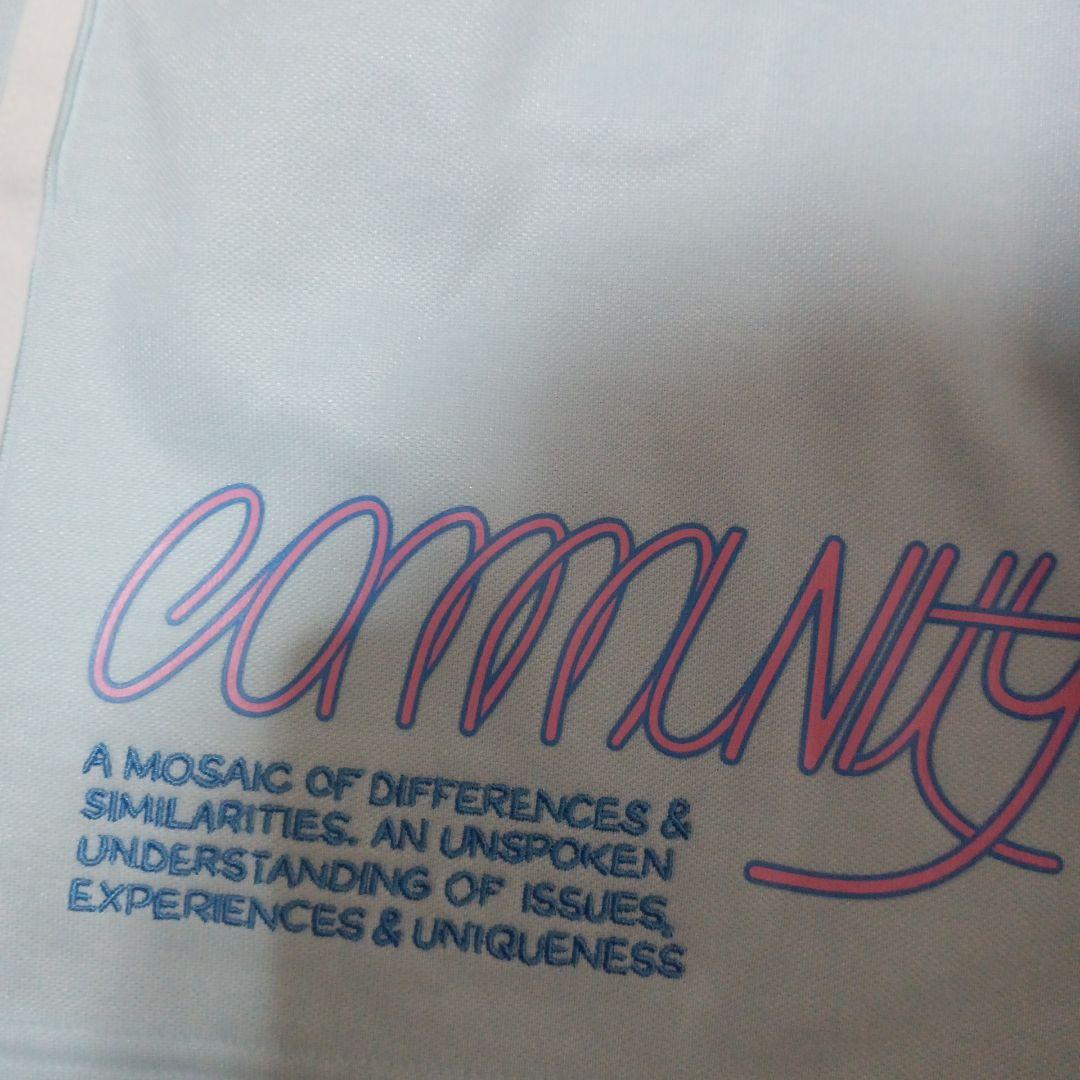 COMMUNITY
A MOSAIC OF DIFFERENCES &
SIMILARITIES. AN UNSPOKEN
UNDERSTANDING OF ISSUES,
EXPERIENCES & UNIQUENESS